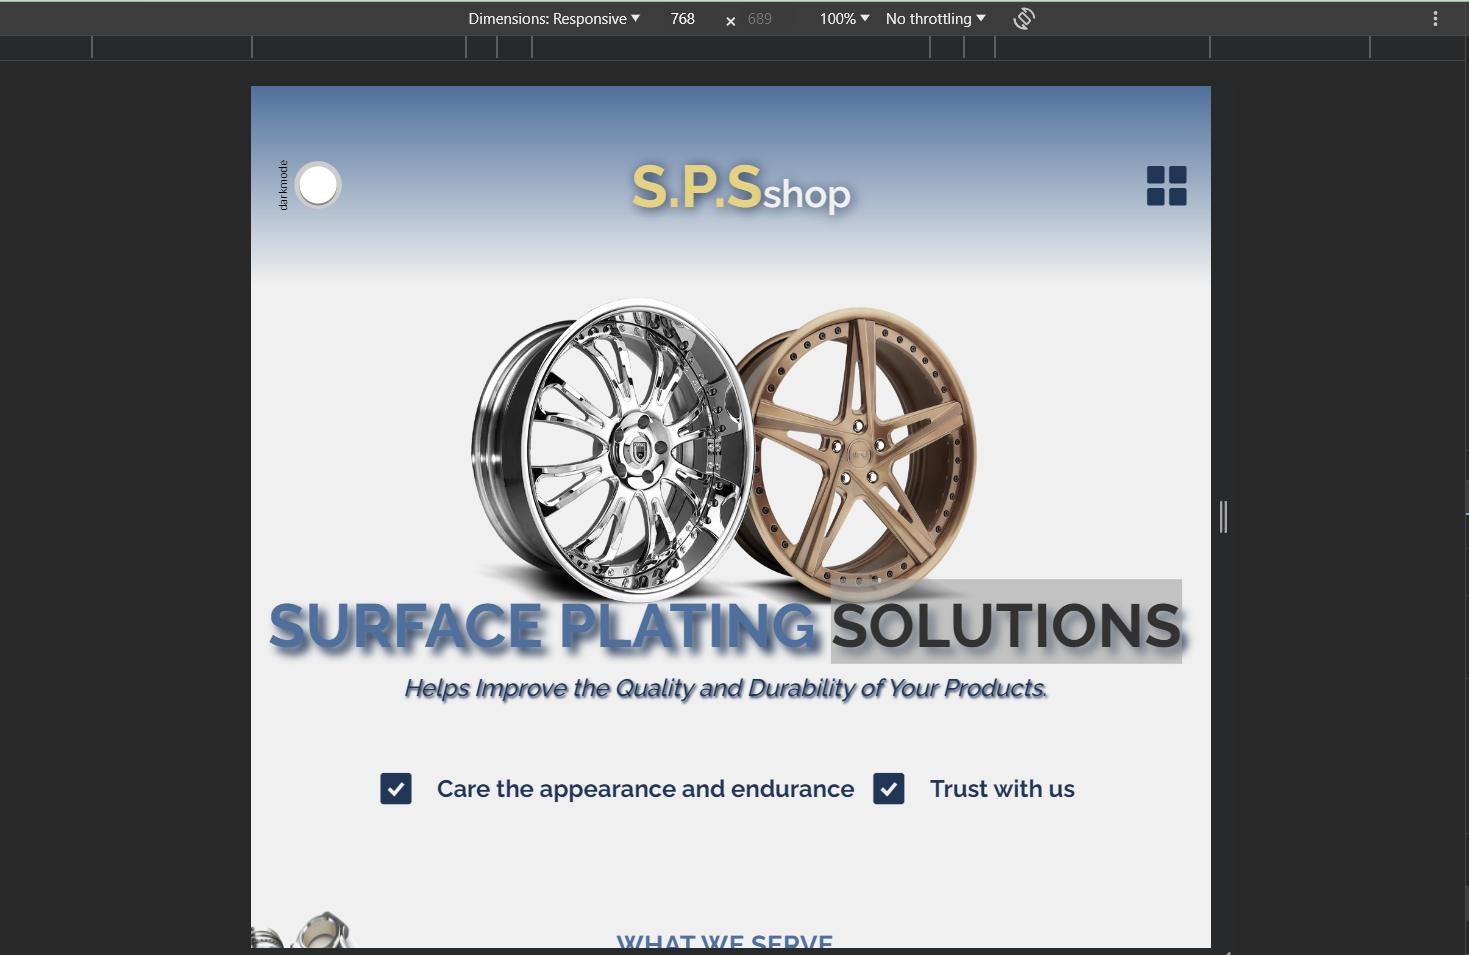 Dimensions: Responsive 768 × 689 100% No throttling
darkmode
S.P.Sshop
SURFACE PLATING SOLUTIONS
Helps Improve the Quality and Durability of Your Products.
Care the appearance and endurance Trust with us
WHAT WE SERVE